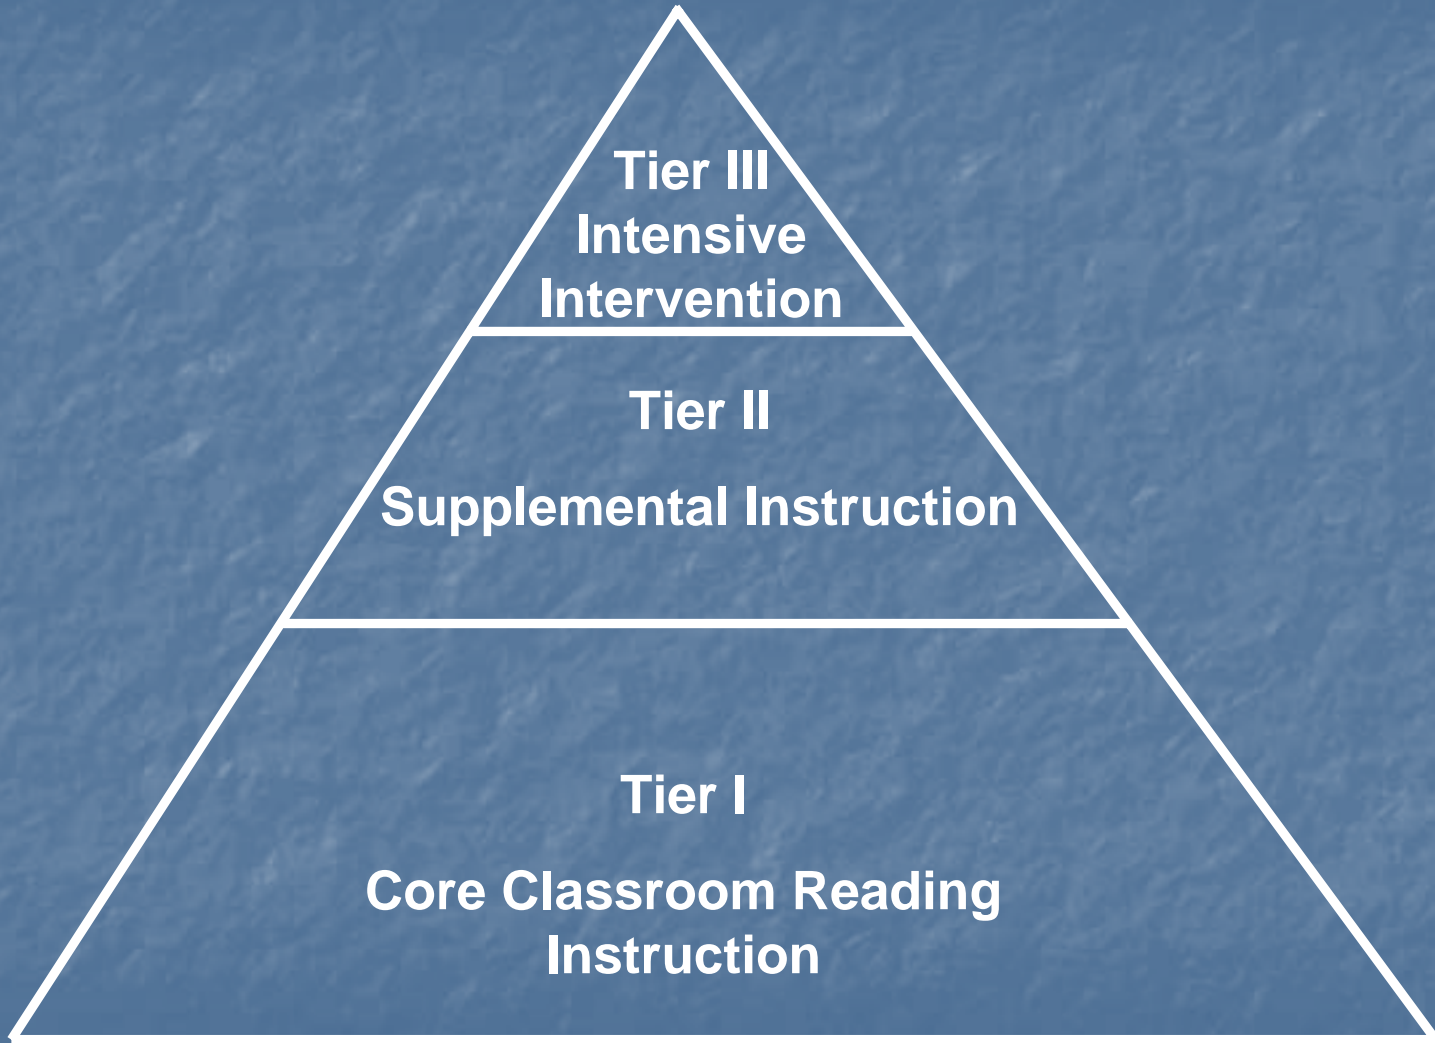 Tier III
Intensive
Intervention
Tier II
Supplemental Instruction
Tier I
Core Classroom Reading
Instruction